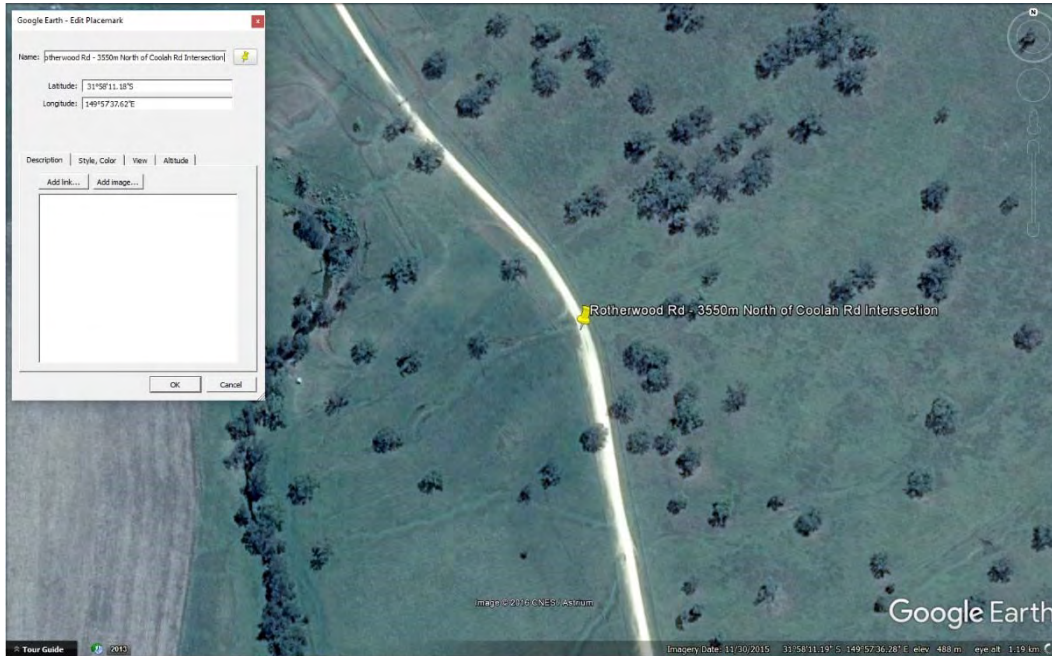 Google Earth - Edit Placemark
x
Name: otherwood Rd - 3550m North of Coolah Rd Intersection
Latitude: 31°58'11.18"S
Longitude: 149°57'37.62"E
Description Style, Color View Altitude
Add link... Add image...
OK Cancel
N
Rotherwood Rd - 3550m North of Coolah Rd Intersection
Image © 2016 CNES / Astrium
Google Earth
Tour Guide 2013 Imagery Date: 11/30/2015 31°58'11.19" S 149°57'36.28" E elev 488 m eye alt 1.19 km